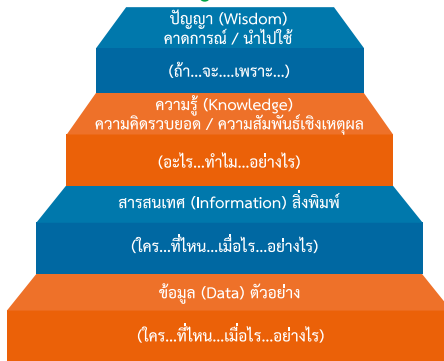 ปัญญา (Wisdom)
คาดการณ์ / นำไปใช้
(ถ้า...จะ....เพราะ...)
ความรู้ (Knowledge)
ความคิดรวบยอด / ความสัมพันธ์เชิงเหตุผล
(อะไร...ทำไม...อย่างไร)
สารสนเทศ (Information) สิ่งพิมพ์
(ใคร...ที่ไหน...เมื่อไร...อย่างไร)
ข้อมูล (Data) ตัวอย่าง
(ใคร...ที่ไหน...เมื่อไร...อย่างไร)